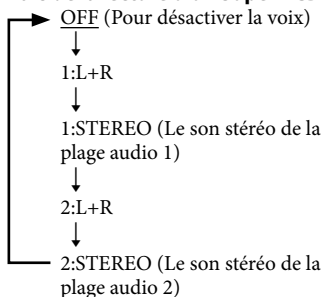 OFF (Pour désactiver la voix)
1:L+R
1:STEREO (Le son stéréo de la
plage audio 1)
2:L+R
2:STEREO (Le son stéréo de la
plage audio 2)